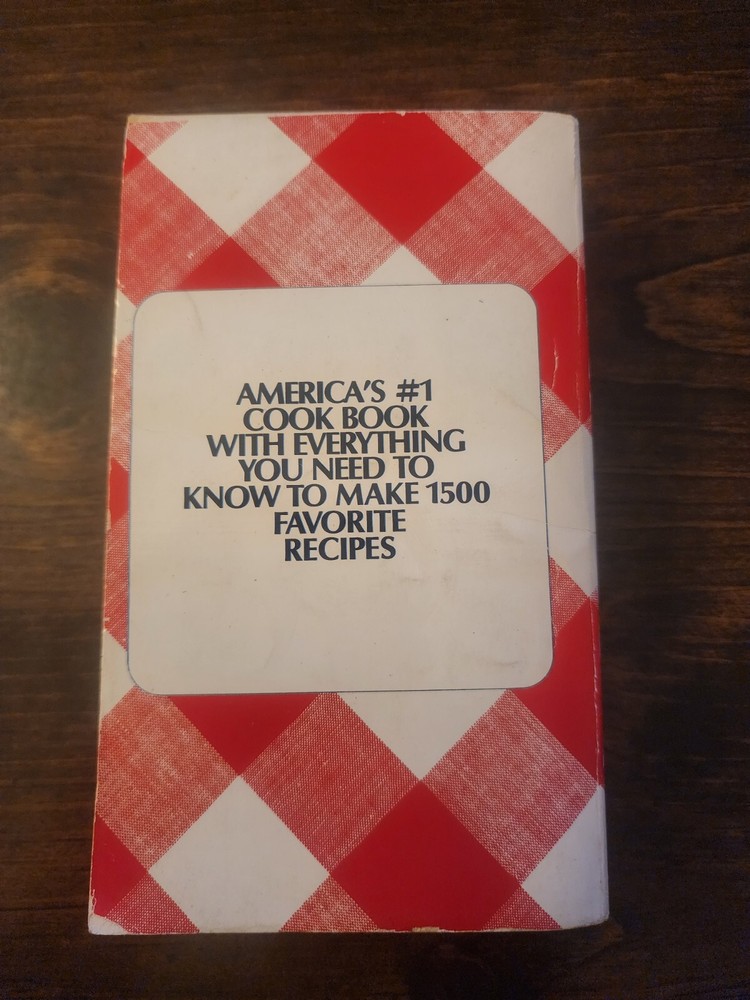 AMERICA'S #1
COOK BOOK
WITH EVERYTHING
YOU NEED TO
KNOW TO MAKE 1500
FAVORITE
RECIPES